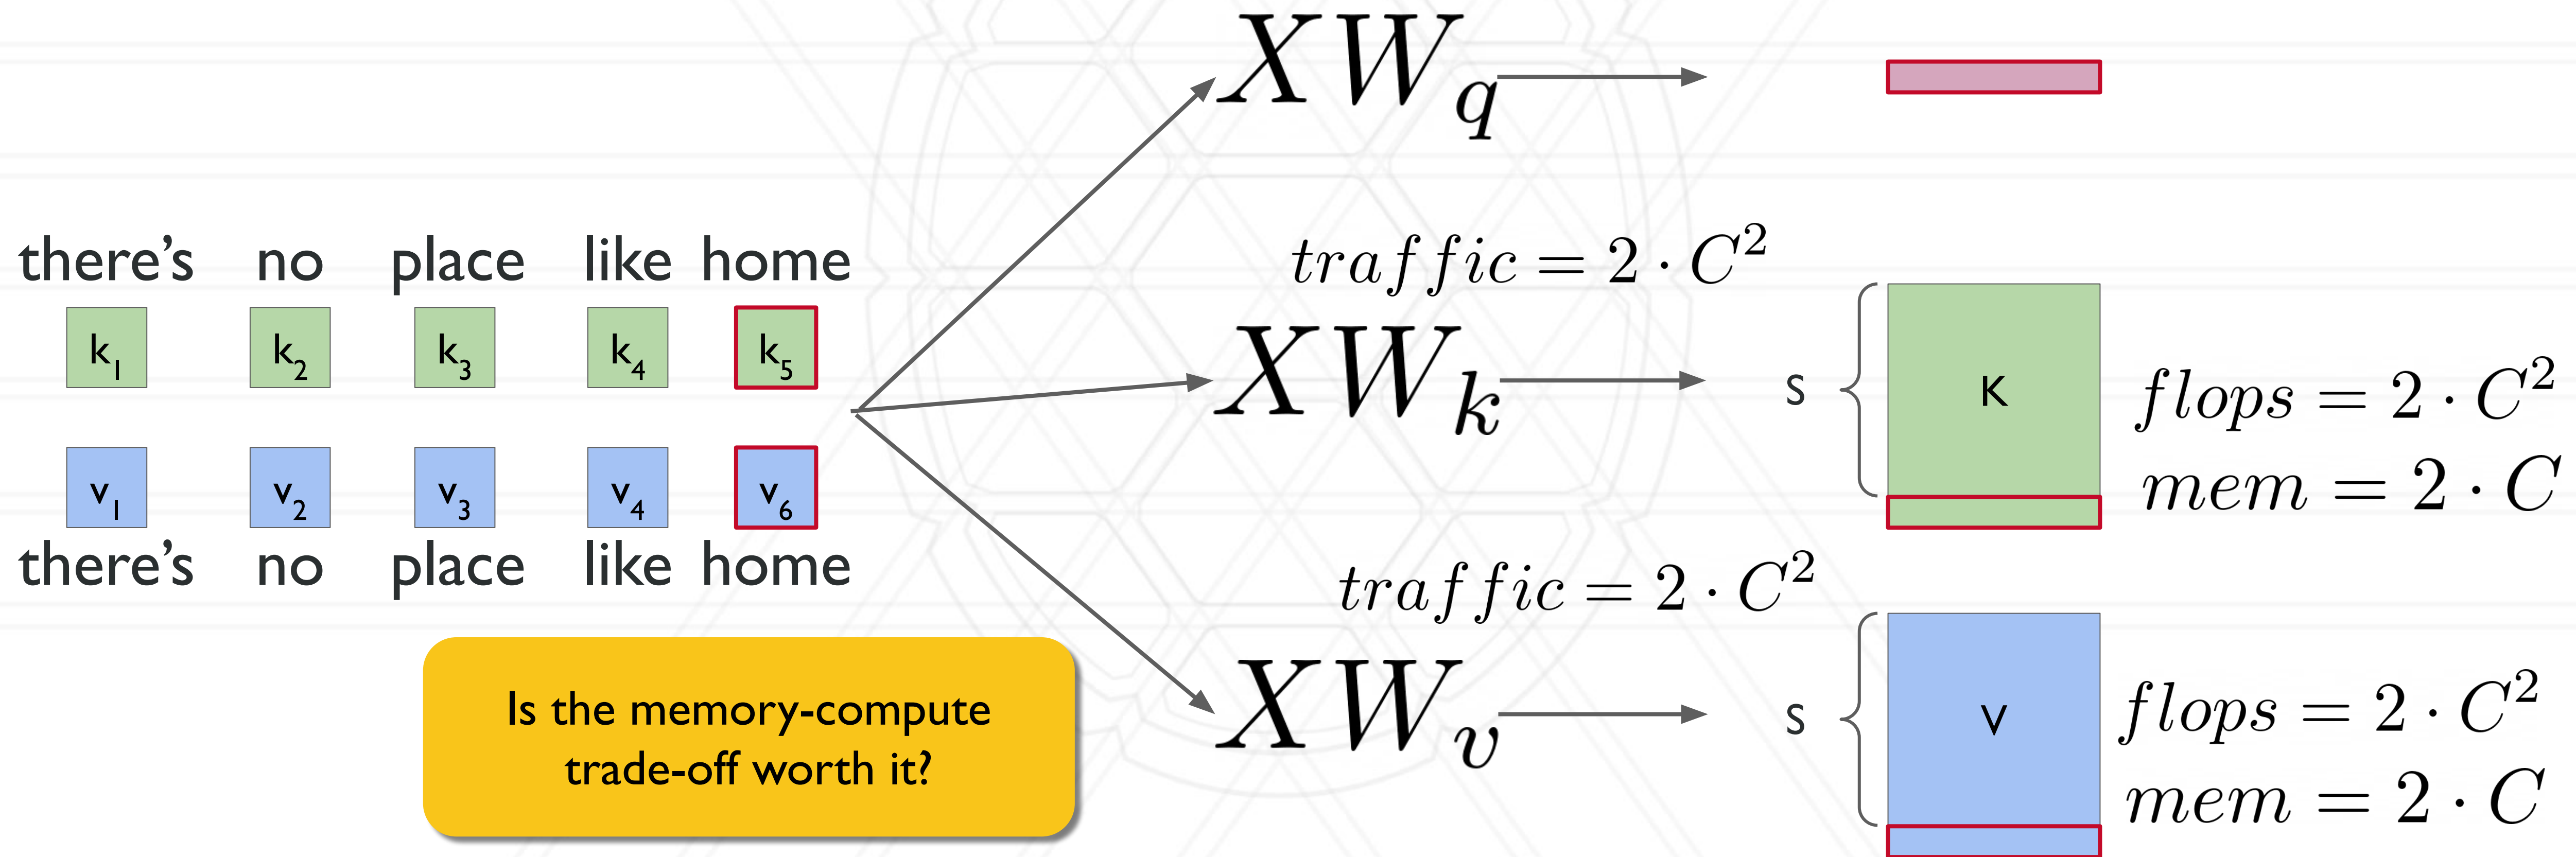 XW_q
there's no place like home
k_1 k_2 k_3 k_4 k_5
v_1 v_2 v_3 v_4 v_6
there's no place like home
Is the memory-compute
trade-off worth it?
traffic = 2 · C^2
XW_k
s
K
flops = 2 · C^2
mem = 2 · C
traffic = 2 · C^2
XW_v
s
V
flops = 2 · C^2
mem = 2 · C